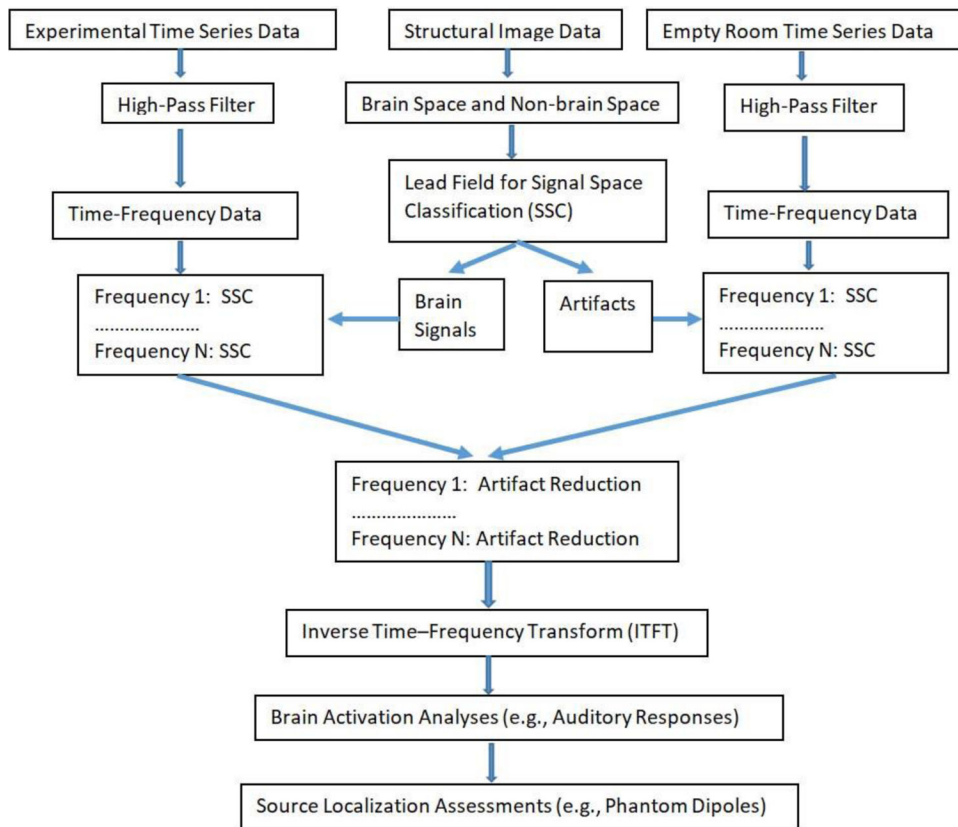 Experimental Time Series Data
Structural Image Data
Empty Room Time Series Data
High-Pass Filter
Brain Space and Non-brain Space
High-Pass Filter
Lead Field for Signal Space
Classification (SSC)
Time-Frequency Data
Time-Frequency Data
Frequency 1:  SSC
.......................
Frequency N: SSC
Brain
Signals
Artifacts
Frequency 1:  SSC
.......................
Frequency N: SSC
Frequency 1:  Artifact Reduction
.......................
Frequency N: Artifact Reduction
Inverse Time–Frequency Transform (ITFT)
Brain Activation Analyses (e.g., Auditory Responses)
Source Localization Assessments (e.g., Phantom Dipoles)